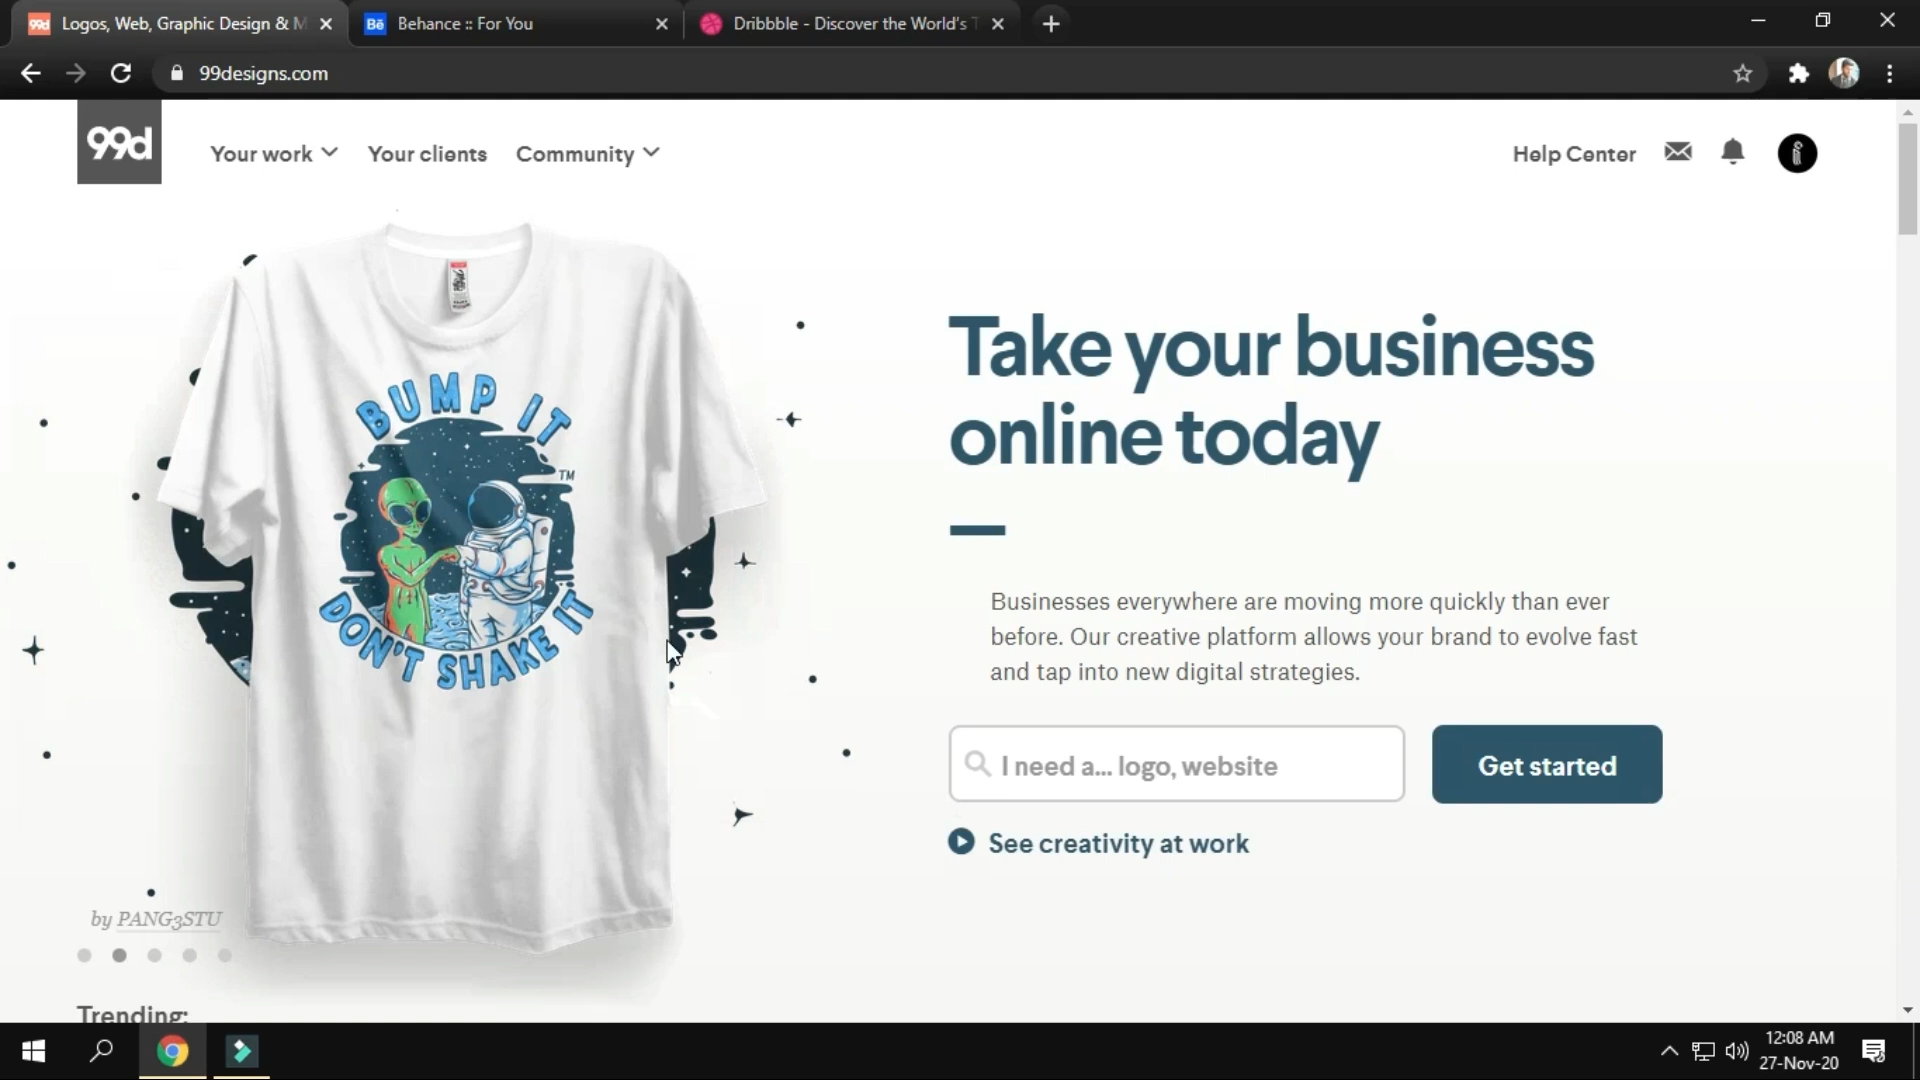 99d Logos, Web, Graphic Design & M
Bē Behance :: For You
Dribbble - Discover the World's T
99designs.com
99d
Your work
Your clients
Community
Help Center
BUMP IT
TM
DON'T SHAKE IT
Take your business
online today
Businesses everywhere are moving more quickly than ever
before. Our creative platform allows your brand to evolve fast
and tap into new digital strategies.
I need a... logo, website
Get started
See creativity at work
by PANG3STU
Trending:
12:08 AM
27-Nov-20